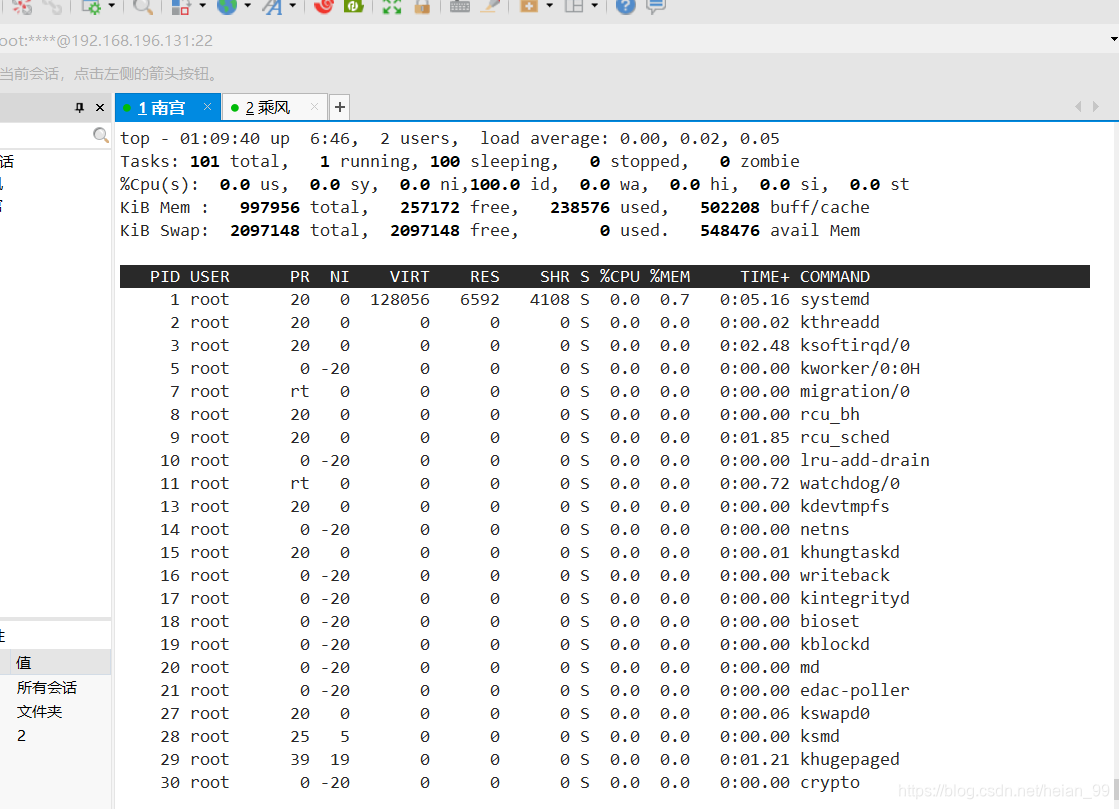 oot:****@192.168.196.131:22
当前会话，点击左侧的箭头按钮。
1 南宫
2 乘风
话
top - 01:09:40 up  6:46,  2 users,  load average: 0.00, 0.02, 0.05
Tasks: 101 total,   1 running, 100 sleeping,   0 stopped,   0 zombie
%Cpu(s):  0.0 us,  0.0 sy,  0.0 ni,100.0 id,  0.0 wa,  0.0 hi,  0.0 si,  0.0 st
KiB Mem :   997956 total,   257172 free,   238576 used,   502208 buff/cache
KiB Swap:  2097148 total,  2097148 free,        0 used.   548476 avail Mem
PID USER      PR  NI    VIRT    RES    SHR S %CPU %MEM     TIME+ COMMAND
1 root      20   0  128056   6592   4108 S  0.0  0.7   0:05.16 systemd
2 root      20   0       0      0      0 S  0.0  0.0   0:00.02 kthreadd
3 root      20   0       0      0      0 S  0.0  0.0   0:02.48 ksoftirqd/0
5 root       0 -20       0      0      0 S  0.0  0.0   0:00.00 kworker/0:0H
7 root      rt   0       0      0      0 S  0.0  0.0   0:00.00 migration/0
8 root      20   0       0      0      0 S  0.0  0.0   0:00.00 rcu_bh
9 root      20   0       0      0      0 S  0.0  0.0   0:01.85 rcu_sched
10 root       0 -20       0      0      0 S  0.0  0.0   0:00.00 lru-add-drain
11 root      rt   0       0      0      0 S  0.0  0.0   0:00.72 watchdog/0
13 root      20   0       0      0      0 S  0.0  0.0   0:00.00 kdevtmpfs
14 root       0 -20       0      0      0 S  0.0  0.0   0:00.00 netns
15 root      20   0       0      0      0 S  0.0  0.0   0:00.01 khungtaskd
16 root       0 -20       0      0      0 S  0.0  0.0   0:00.00 writeback
17 root       0 -20       0      0      0 S  0.0  0.0   0:00.00 kintegrityd
18 root       0 -20       0      0      0 S  0.0  0.0   0:00.00 bioset
19 root       0 -20       0      0      0 S  0.0  0.0   0:00.00 kblockd
20 root       0 -20       0      0      0 S  0.0  0.0   0:00.00 md
21 root       0 -20       0      0      0 S  0.0  0.0   0:00.00 edac-poller
27 root      20   0       0      0      0 S  0.0  0.0   0:00.06 kswapd0
28 root      25   5       0      0      0 S  0.0  0.0   0:00.00 ksmd
29 root      39  19       0      0      0 S  0.0  0.0   0:01.21 khugepaged
30 root       0 -20       0      0      0 S  0.0  0.0   0:00.00 crypto
值
所有会话
文件夹
2
https://blog.csdn.net/heian_99